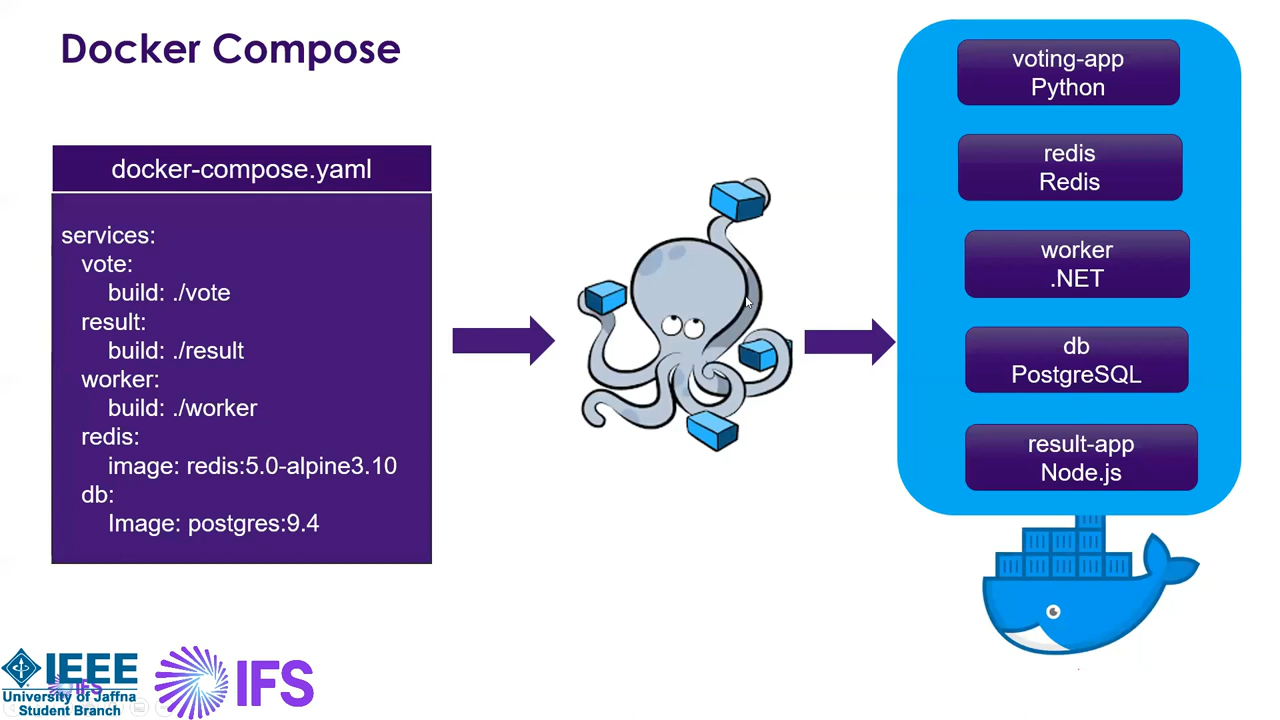 Docker Compose
docker-compose.yaml
services:
vote:
build: ./vote
result:
build: ./result
worker:
build: ./worker
redis:
image: redis:5.0-alpine3.10
db:
Image: postgres:9.4
voting-app
Python
redis
Redis
worker
.NET
db
PostgreSQL
result-app
Node.js
IEEE
University of Jaffna
Student Branch
IFS
IFS